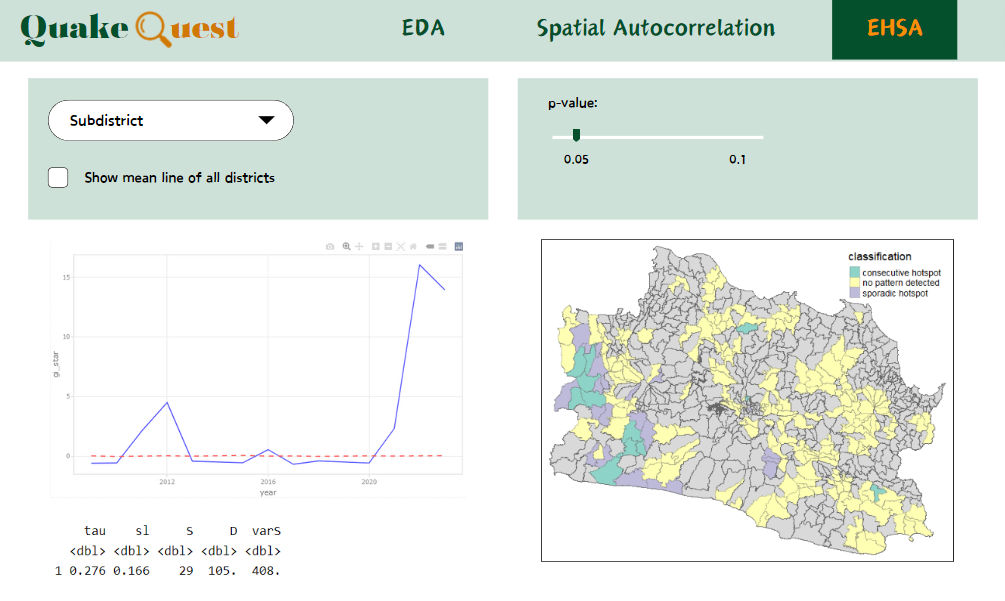 Quake Quest
EDA
Spatial Autocorrelation
EHSA
Subdistrict
Show mean line of all districts
p-value:
0.05 0.1
15
10
5
0
gi_star
2012 2016 2020
year
tau sl S D varS
<dbl> <dbl> <dbl> <dbl> <dbl>
1 0.276 0.166 29 105. 408.
classification
consecutive hotspot
no pattern detected
sporadic hotspot